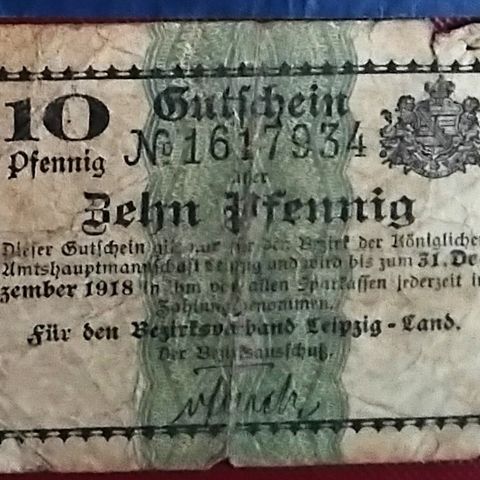 10 Gutschein
Pfennig № 1617934
über
Zehn Pfennig
Dieser Gutschein gilt nur für den Bezirk der Königlichen
Amtshauptmannschaft Leipzig und wird bis zum 31. De-
zember 1918 in ihm von allen Sparkassen jederzeit in
Zahlung genommen.
Für den Bezirksverband Leipzig-Land.
Der Bezirksausschuß.